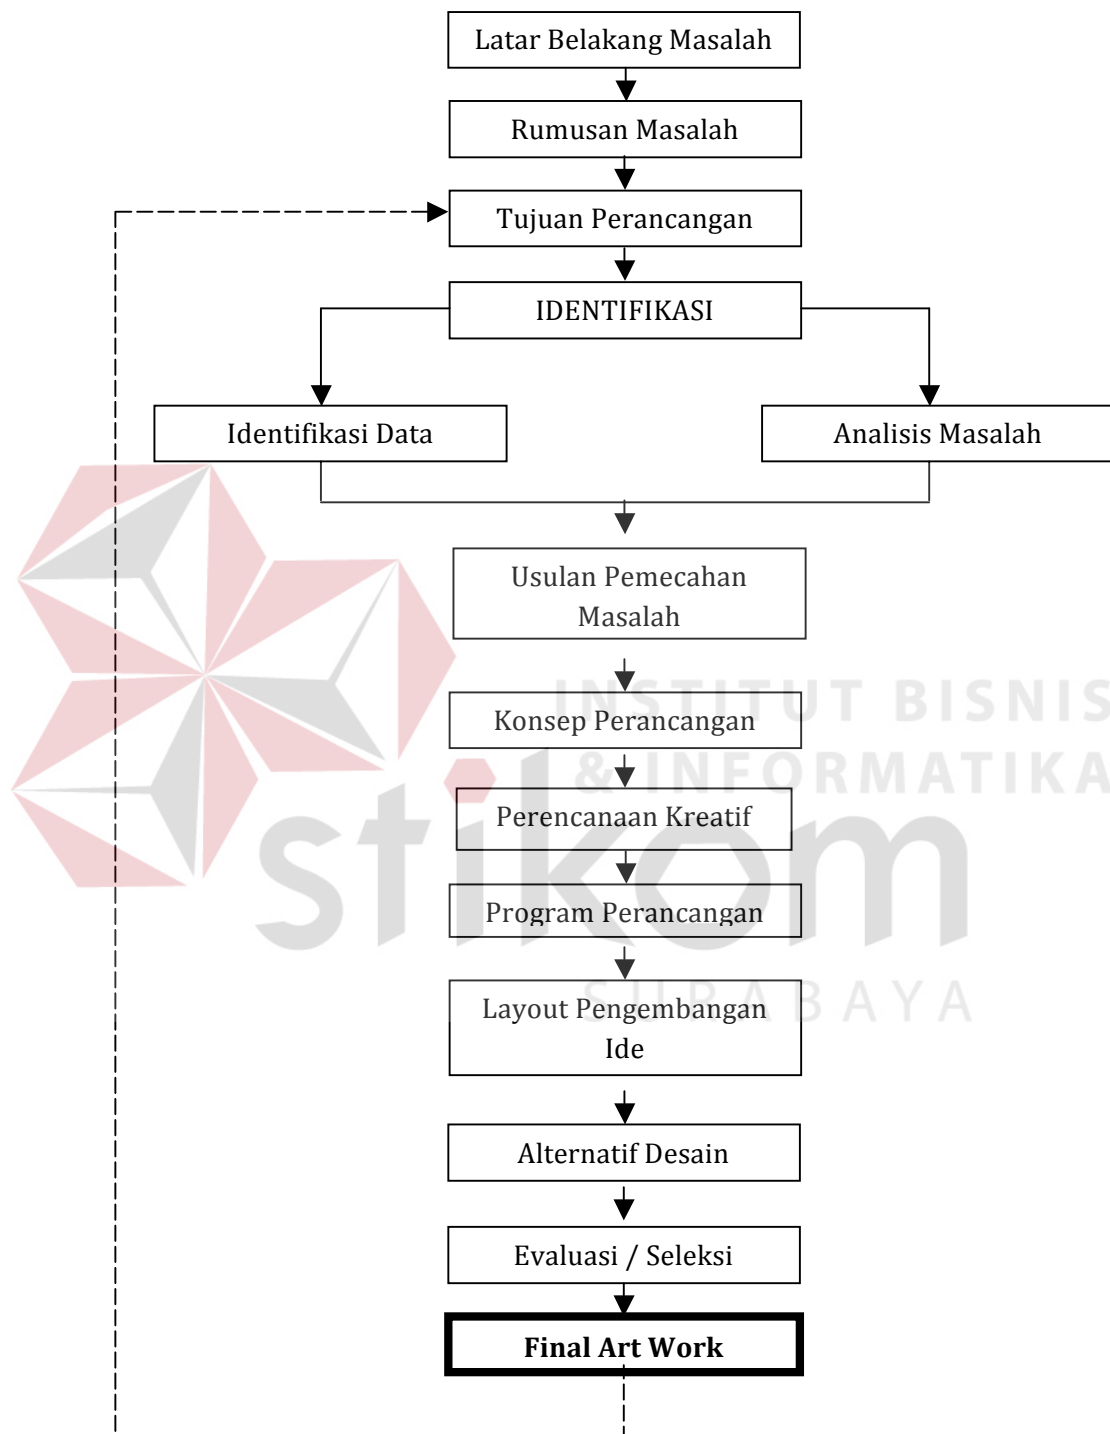 Latar Belakang Masalah
Rumusan Masalah
Tujuan Perancangan
IDENTIFIKASI
Identifikasi Data
Analisis Masalah
Usulan Pemecahan
Masalah
Konsep Perancangan
Perencanaan Kreatif
Program Perancangan
Layout Pengembangan
Ide
Alternatif Desain
Evaluasi / Seleksi
Final Art Work
INSTITUT BISNIS
& INFORMATIKA
stikom
SURABAYA